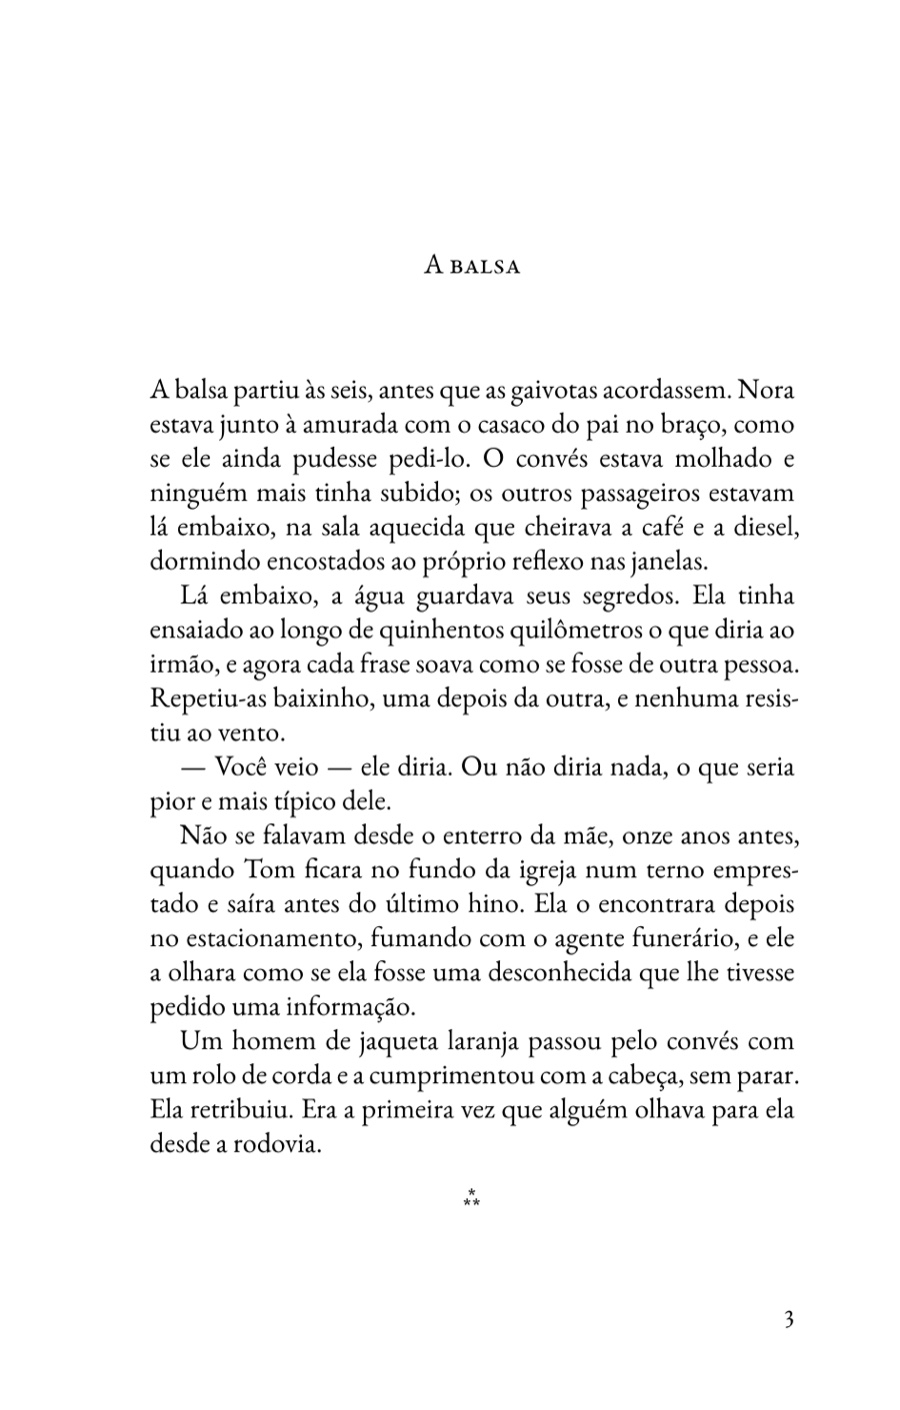 A BALSA
A balsa partiu às seis, antes que as gaivotas acordassem. Nora
estava junto à amurada com o casaco do pai no braço, como
se ele ainda pudesse pedi-lo. O convés estava molhado e
ninguém mais tinha subido; os outros passageiros estavam
lá embaixo, na sala aquecida que cheirava a café e a diesel,
dormindo encostados ao próprio reflexo nas janelas.
Lá embaixo, a água guardava seus segredos. Ela tinha
ensaiado ao longo de quinhentos quilômetros o que diria ao
irmão, e agora cada frase soava como se fosse de outra pessoa.
Repetiu-as baixinho, uma depois da outra, e nenhuma resis-
tiu ao vento.
— Você veio — ele diria. Ou não diria nada, o que seria
pior e mais típico dele.
Não se falavam desde o enterro da mãe, onze anos antes,
quando Tom ficara no fundo da igreja num terno empres-
tado e saíra antes do último hino. Ela o encontrara depois
no estacionamento, fumando com o agente funerário, e ele
a olhara como se ela fosse uma desconhecida que lhe tivesse
pedido uma informação.
Um homem de jaqueta laranja passou pelo convés com
um rolo de corda e a cumprimentou com a cabeça, sem parar.
Ela retribuiu. Era a primeira vez que alguém olhava para ela
desde a rodovia.
⁂
3